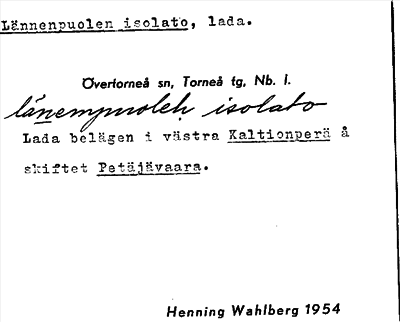 Lännenpuolen isolato, lada.
Övertorneå sn, Torneå tg, Nb. l.
länempuoleh isolato
Lada belägen i västra Kaltionperä å
skiftet Petäjävaara.
Henning Wahlberg 1954